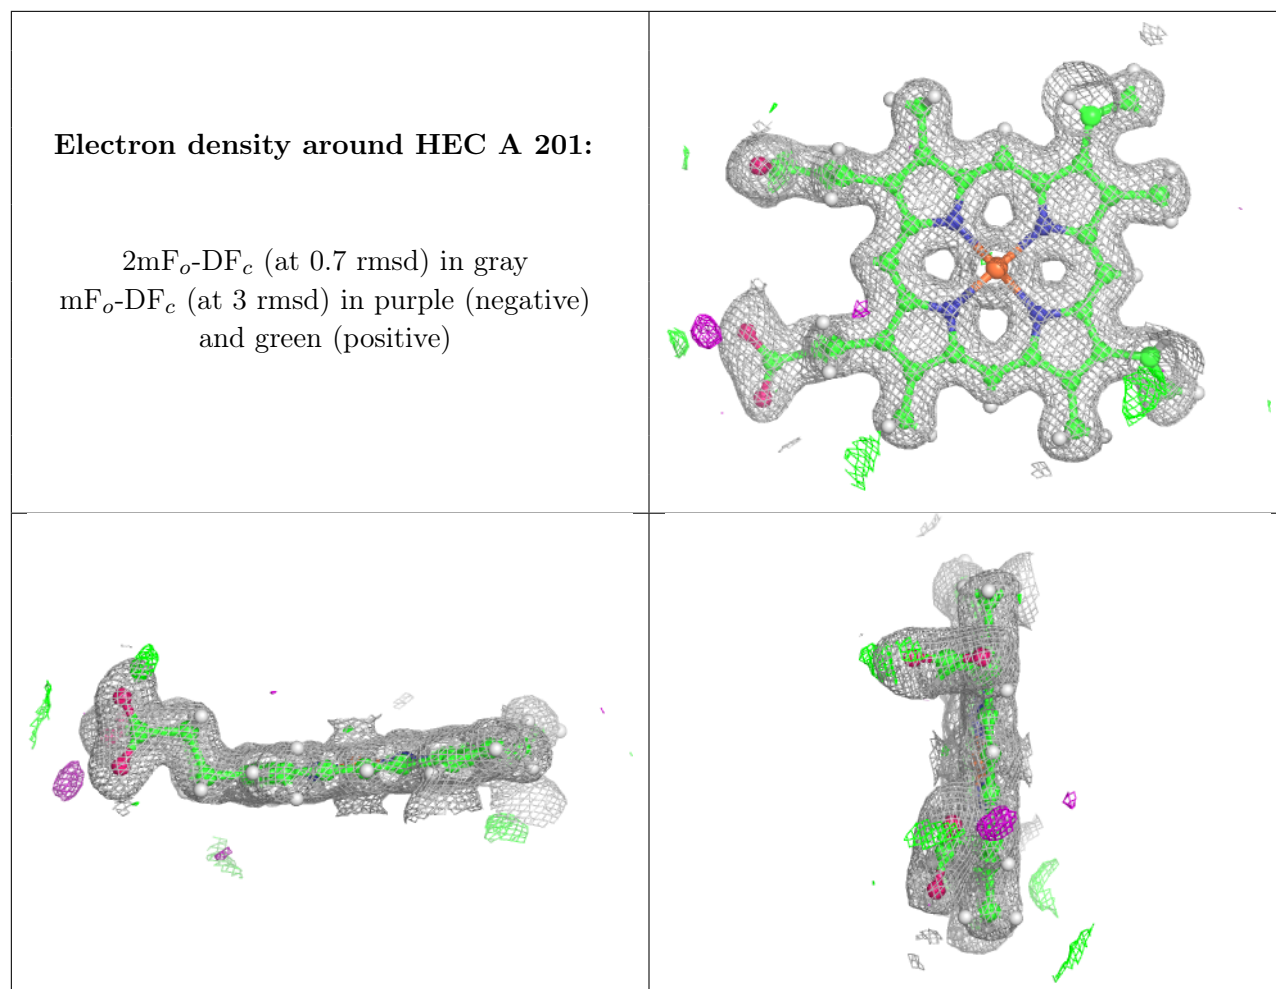 Electron density around HEC A 201:
2mFₒ-DF𝒸 (at 0.7 rmsd) in gray
mFₒ-DF𝒸 (at 3 rmsd) in purple (negative)
and green (positive)